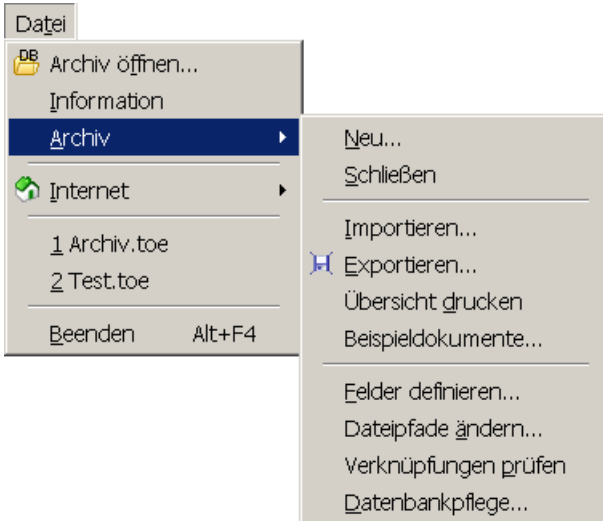 Datei
DB
Archiv öffnen...
Information
Archiv
Internet
1 Archiv.toe
2 Test.toe
Beenden Alt+F4
Neu...
Schließen
Importieren...
Exportieren...
Übersicht drucken
Beispieldokumente...
Felder definieren...
Dateipfade ändern...
Verknüpfungen prüfen
Datenbankpflege...